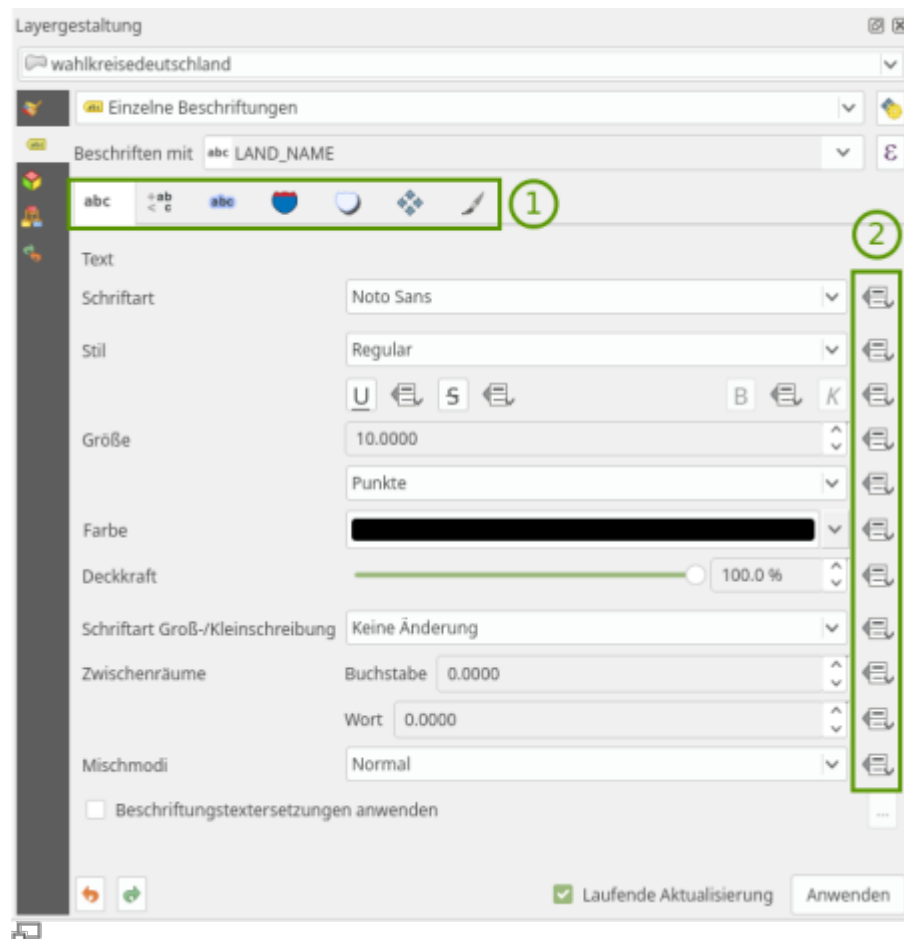 Layergestaltung
wahlkreisedeutschland
abc Einzelne Beschriftungen
Beschriften mit abc LAND_NAME ε
abc +ab < c abc 1
2
Text
Schriftart Noto Sans
Stil Regular
U S B K
Größe 10.0000
Punkte
Farbe
Deckkraft 100.0 %
Schriftart Groß-/Kleinschreibung Keine Änderung
Zwischenräume Buchstabe 0.0000
Wort 0.0000
Mischmodi Normal
Beschriftungstextersetzungen anwenden ...
Laufende Aktualisierung Anwenden